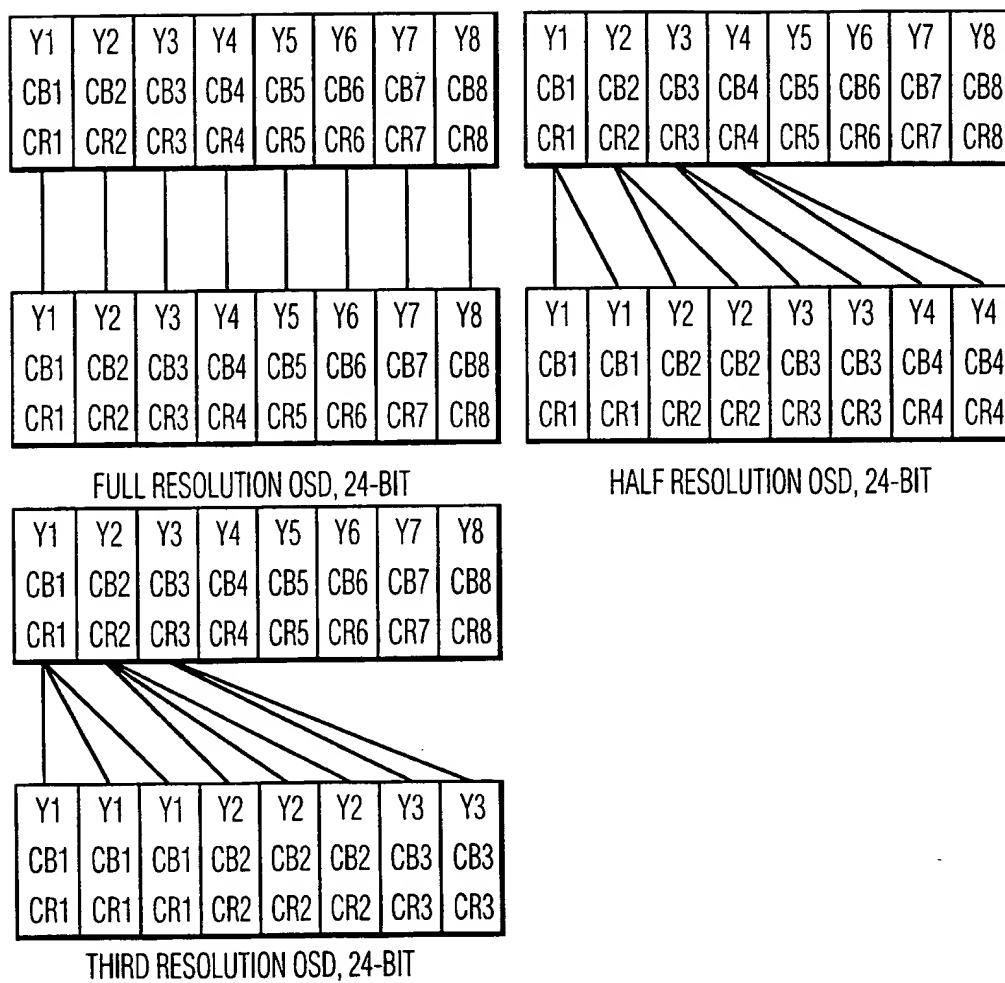 Y1 Y2 Y3 Y4 Y5 Y6 Y7 Y8
CB1 CB2 CB3 CB4 CB5 CB6 CB7 CB8
CR1 CR2 CR3 CR4 CR5 CR6 CR7 CR8
Y1 Y2 Y3 Y4 Y5 Y6 Y7 Y8
CB1 CB2 CB3 CB4 CB5 CB6 CB7 CB8
CR1 CR2 CR3 CR4 CR5 CR6 CR7 CR8
FULL RESOLUTION OSD, 24-BIT
Y1 Y2 Y3 Y4 Y5 Y6 Y7 Y8
CB1 CB2 CB3 CB4 CB5 CB6 CB7 CB8
CR1 CR2 CR3 CR4 CR5 CR6 CR7 CR8
Y1 Y1 Y2 Y2 Y3 Y3 Y4 Y4
CB1 CB1 CB2 CB2 CB3 CB3 CB4 CB4
CR1 CR1 CR2 CR2 CR3 CR3 CR4 CR4
HALF RESOLUTION OSD, 24-BIT
Y1 Y2 Y3 Y4 Y5 Y6 Y7 Y8
CB1 CB2 CB3 CB4 CB5 CB6 CB7 CB8
CR1 CR2 CR3 CR4 CR5 CR6 CR7 CR8
Y1 Y1 Y1 Y2 Y2 Y2 Y3 Y3
CB1 CB1 CB1 CB2 CB2 CB2 CB3 CB3
CR1 CR1 CR1 CR2 CR2 CR2 CR3 CR3
THIRD RESOLUTION OSD, 24-BIT